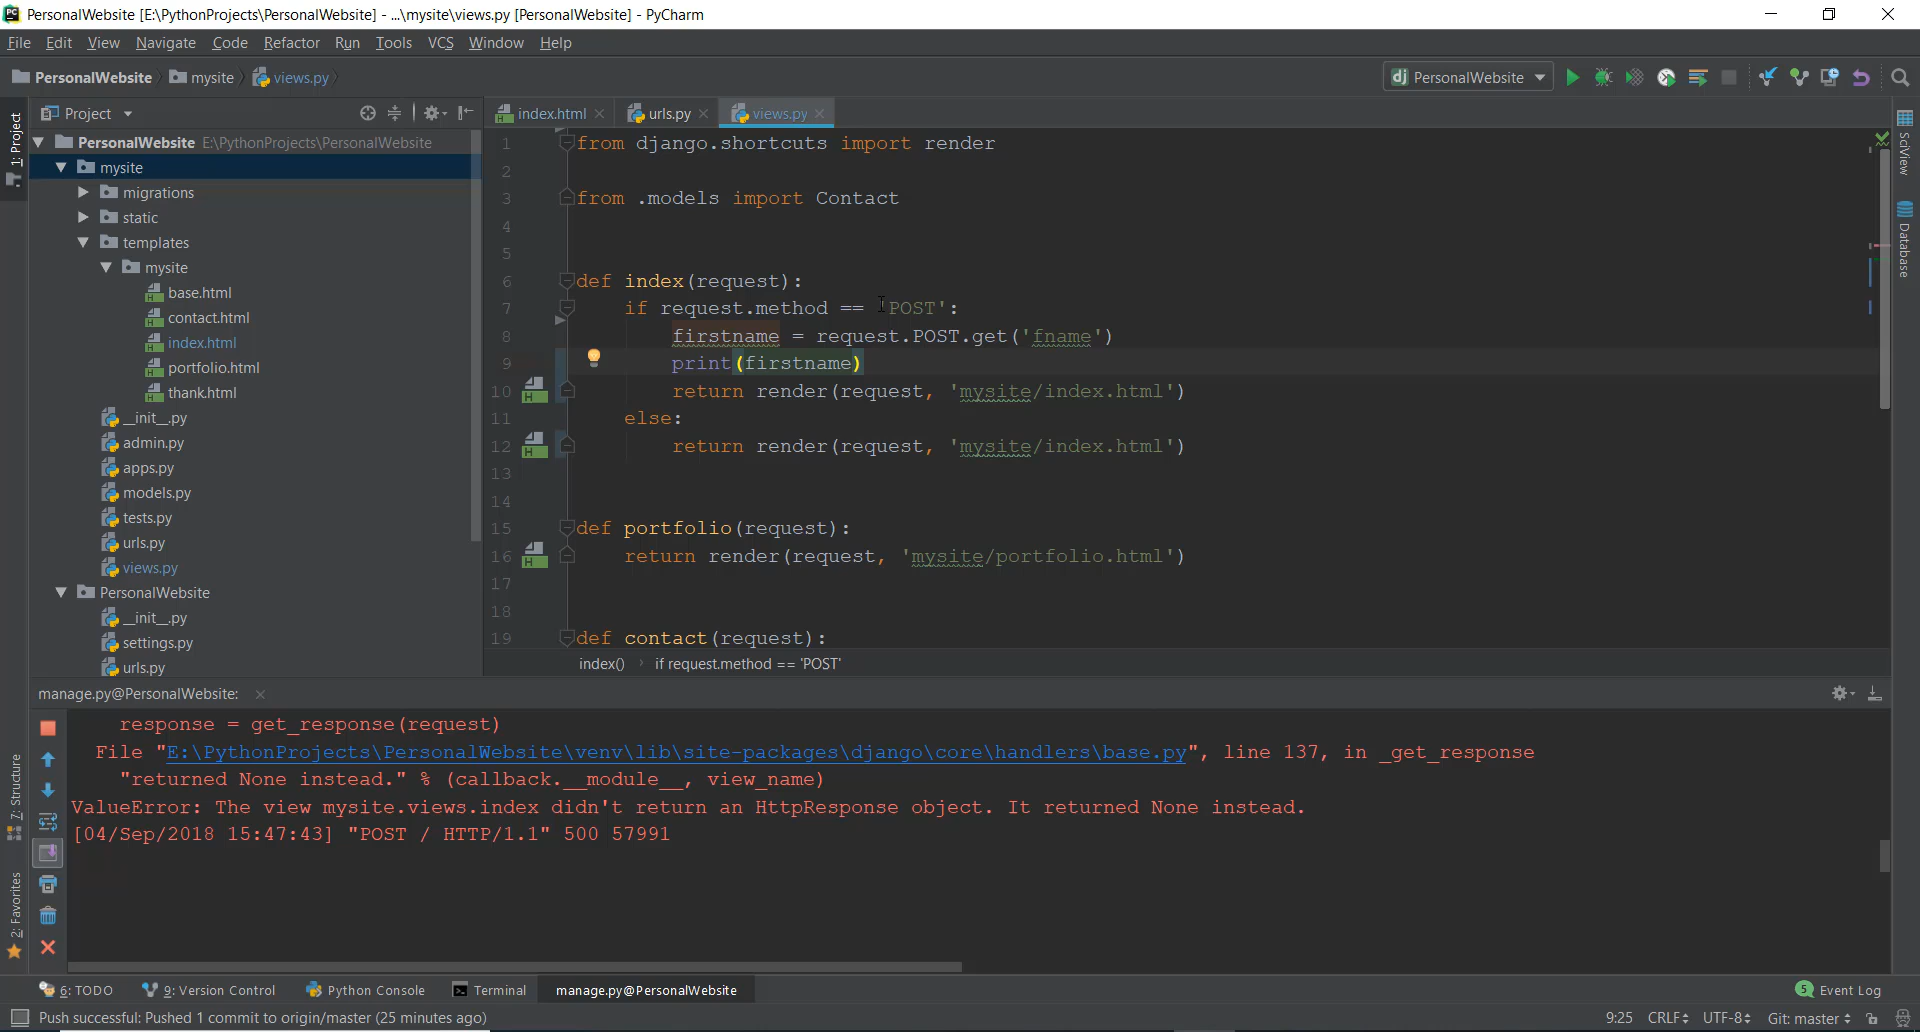 PersonalWebsite [E:\PythonProjects\PersonalWebsite] - ...\mysite\views.py [PersonalWebsite] - PyCharm
File Edit View Navigate Code Refactor Run Tools VCS Window Help
PersonalWebsite mysite views.py
PersonalWebsite
Project
index.html urls.py views.py
1: Project
7: Structure
2: Favorites
SciView
Database
PersonalWebsite E:\PythonProjects\PersonalWebsite
mysite
migrations
static
templates
mysite
base.html
contact.html
index.html
portfolio.html
thank.html
__init__.py
admin.py
apps.py
models.py
tests.py
urls.py
views.py
PersonalWebsite
__init__.py
settings.py
urls.py
1 from django.shortcuts import render
2
3 from .models import Contact
4
5
6 def index(request):
7 if request.method == 'POST':
8 firstname = request.POST.get('fname')
9 print(firstname)
10 return render(request, 'mysite/index.html')
11 else:
12 return render(request, 'mysite/index.html')
13
14
15 def portfolio(request):
16 return render(request, 'mysite/portfolio.html')
17
18
19 def contact(request):
index() › if request.method == 'POST'
manage.py@PersonalWebsite:
response = get_response(request)
File "E:\PythonProjects\PersonalWebsite\venv\lib\site-packages\django\core\handlers\base.py", line 137, in _get_response
"returned None instead." % (callback.__module__, view_name)
ValueError: The view mysite.views.index didn't return an HttpResponse object. It returned None instead.
[04/Sep/2018 15:47:43] "POST / HTTP/1.1" 500 57991
6: TODO 9: Version Control Python Console Terminal manage.py@PersonalWebsite 5 Event Log
Push successful: Pushed 1 commit to origin/master (25 minutes ago) 9:25 CRLF UTF-8 Git: master